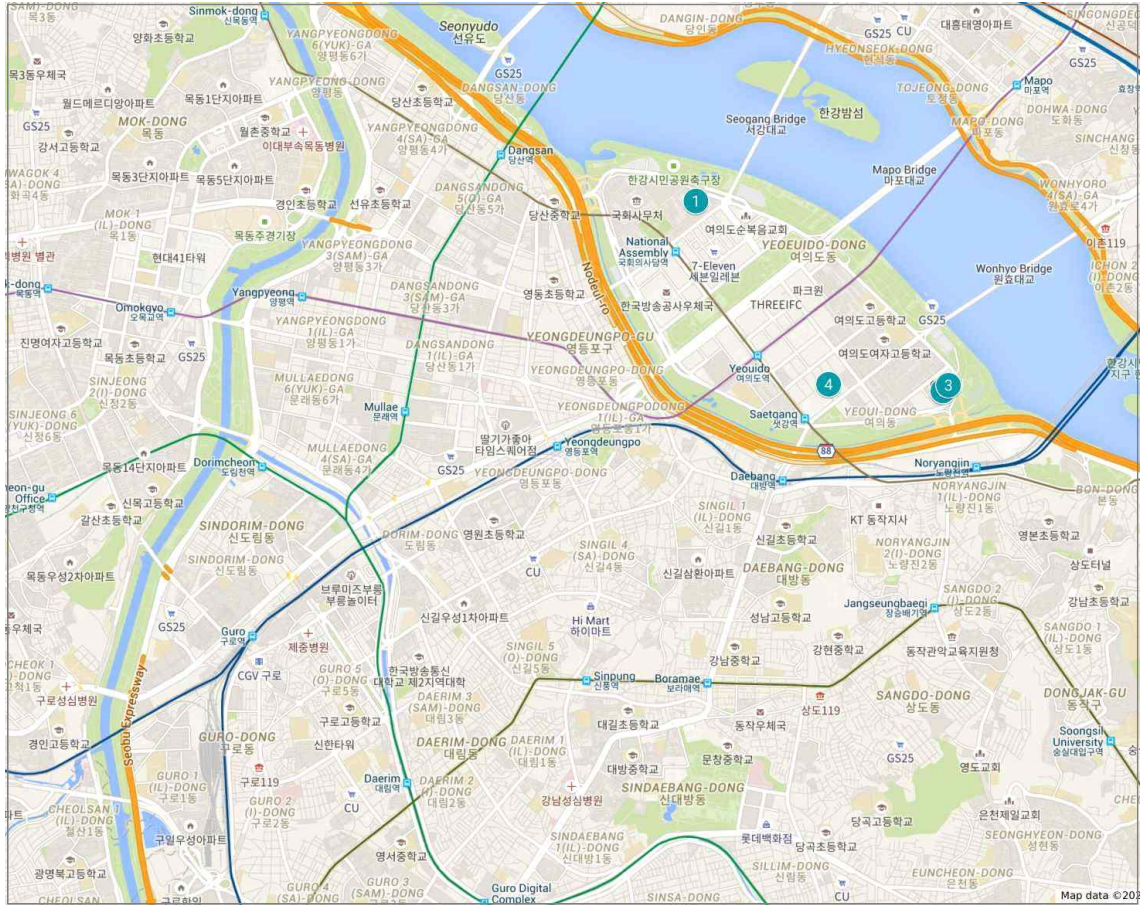 Sinmok-dong
신목동역
Seonyudo
선유도
DANGIN-DONG
당인동
GS25
CU
대흥태영아파트
양화초등학교
YANGPYEONGDONG
6(YUK)-GA
양평동6가
HYEONSEOK-DONG
현석동
GS25
목3동우체국
GS25
DANGSAN-DONG
당산동
TOJEONG-DONG
토정동
Mapo
마포역
월드메르디앙아파트
목동1단지아파트
당산초등학교
한강밤섬
DOHWA-DONG
도화동
GS25
MOK-DONG
목동
월촌중학교
이대부속목동병원
YANGPYEONGDONG
4(SA)-GA
양평동4가
Seogang Bridge
서강대교
MAPO-DONG
마포동
강서고등학교
Dangsan
당산역
목동3단지아파트
목동5단지아파트
DANGSANDONG
5(O)-GA
당산동5가
한강시민공원축구장
Mapo Bridge
마포대교
WONHYORO
4(SA)-GA
원효로4가
경인초등학교
선유초등학교
1
MOK 1
(IL)-DONG
목1동
목동주경기장
당산중학교
국회사무처
여의도순복음교회
이촌119
병원 별관
현대41타워
YANGPYEONGDONG
3(SAM)-GA
양평동3가
National
Assembly
국회의사당역
YEOEUIDO-DONG
여의도동
7-Eleven
세븐일레븐
Wonhyo Bridge
원효대교
ICHON 2
(I)-DONG
이촌2동
k-dong
목동역
Omokgyo
오목교역
Yangpyeong
양평역
DANGSANDONG
3(SAM)-GA
당산동3가
영동초등학교
Nodeul-ro
한국방송공사우체국
파크원
THREEIFC
여의도고등학교
GS25
진명여자고등학교
목동초등학교
GS25
YANGPYEONGDONG
1(IL)-GA
양평동1가
DANGSANDONG
1(IL)-GA
당산동1가
YEONGDEUNGPO-GU
영등포구
YEONGDEUNGPO-DONG
영등포동
Yeouido
여의도역
여의도여자고등학교
SINJEONG 2
(I)-DONG
신정2동
MULLAEDONG
6(YUK)-GA
문래동6가
4
3
SINJEONG 6
(YUK)-DONG
신정6동
Mullae
문래역
YEONGDEUNGPODONG
1(IL)-GA
영등포동1가
Saetgang
샛강역
YEOUI-DONG
여의동
딸기가좋아
타임스퀘어점
Yeongdeungpo
영등포역
88
목동14단지아파트
Dorimcheon
도림천역
MULLAEDONG
4(SA)-GA
문래동4가
GS25
YEONGDEUNGPO-DONG
영등포동
Daebang
대방역
Noryangjin
노량진역
eon-gu
Office
양천구청역
신목고등학교
갈산초등학교
NORYANGJIN
1(IL)-DONG
노량진1동
BON-DONG
본동
SINDORIM-DONG
신도림동
DORIM-DONG
도림동
영원초등학교
SINGIL 1
(IL)-DONG
신길1동
KT 동작지사
SINDORIM-DONG
신도림동
SINGIL 4
(SA)-DONG
신길4동
신길초등학교
NORYANGJIN
2(I)-DONG
노량진2동
영본초등학교
목동우성2차아파트
CU
신길삼환아파트
DAEBANG-DONG
대방동
상도터널
브루미즈부릉
부릉놀이터
SANGDO 2
(I)-DONG
상도2동
강남초등학교
GS25
신길우성1차아파트
Hi Mart
하이마트
성남고등학교
Jangseungbaegi
장승배기역
SANGDO 1
(IL)-DONG
상도1동
Guro
구로역
제중병원
강남중학교
강현중학교
동작관악교육지원청
CGV 구로
GURO 5
(O)-DONG
구로5동
한국방송통신
대학교 제2지역대학
SINGIL 5
(O)-DONG
신길5동
Sinpung
신풍역
Boramae
보라매역
구로성심병원
DAERIM 3
(SAM)-DONG
대림3동
SANGDO-DONG
상도동
DONGJAK-GU
동작구
상도119
Seobu Expressway
구로고등학교
대길초등학교
동작우체국
경인고등학교
GURO-DONG
구로동
신한타워
DAERIM-DONG
대림동
DAERIM 1
(IL)-DONG
대림1동
Soongsil
University
숭실대입구역
대방중학교
문창중학교
GS25
영도교회
구로119
GURO 1
(IL)-DONG
구로1동
Daerim
대림역
DAERIM 2
(I)-DONG
대림2동
강남성심병원
SINDAEBANG-DONG
신대방동
CU
GURO 2
(I)-DONG
구로2동
CHEOLSAN 1
(IL)-DONG
철산1동
구일우성아파트
SINDAEBANG
1(IL)-DONG
신대방1동
롯데백화점
당곡고등학교
은천제일교회
SEONGHYEON-DONG
성현동
영서중학교
당곡초등학교
광명북고등학교
SILLIM-DONG
신림동
EUNCHEON-DONG
은천동
GURO 4
(SA)-DONG
GURO 3
(SAM)-DONG
Guro Digital
Complex
SINSA-DONG
CU
Map data ©202